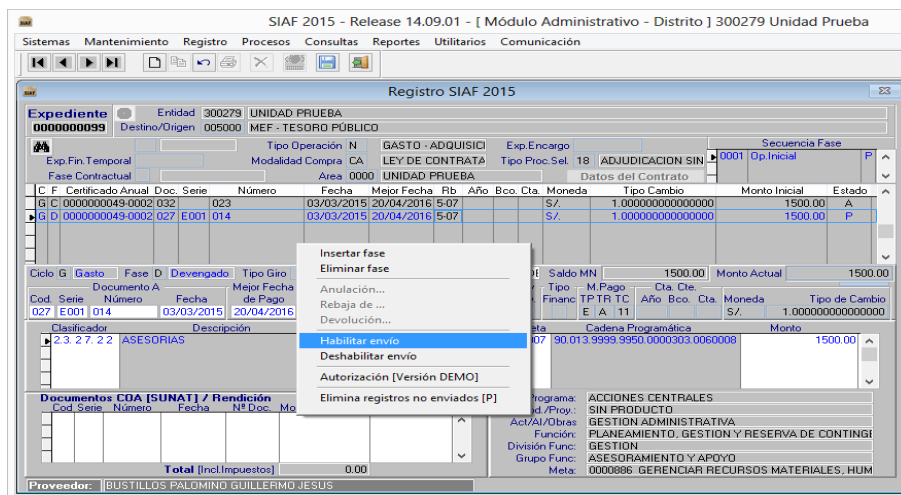 SIAF 2015 - Release 14.09.01 - [ Módulo Administrativo - Distrito ] 300279 Unidad Prueba
Sistemas Mantenimiento Registro Procesos Consultas Reportes Utilitarios Comunicación
Registro SIAF 2015
Expediente Entidad 300279 UNIDAD PRUEBA
0000000099 Destino/Origen 005000 MEF - TESORO PÚBLICO
Tipo Operación N GASTO - ADQUISICI Exp.Encargo Secuencia Fase
Exp.Fin.Temporal Modalidad Compra CA LEY DE CONTRATA Tipo Proc.Sel. 18 ADJUDICACION SIN 0001 Op.Inicial P
Fase Contractual Area 0000 UNIDAD PRUEBA Datos del Contrato
C F Certificado Anual Doc. Serie Número Fecha Mejor Fecha Rb Año Bco. Cta. Moneda Tipo Cambio Monto Inicial Estado
G C 0000000049-0002 032 023 03/03/2015 20/04/2016 5-07 S/. 1.000000000000000 1500.00 A
G D 0000000049-0002 027 E001 014 03/03/2015 20/04/2016 5-07 S/. 1.000000000000000 1500.00 P
Insertar fase
Eliminar fase
Anulación...
Rebaja de ...
Devolución...
Habilitar envío
Deshabilitar envío
Autorización [Versión DEMO]
Elimina registros no enviados [P]
Ciclo G Gasto Fase D Devengado Tipo Giro Saldo MN 1500.00 Monto Actual 1500.00
Documento A Mejor Fecha Tipo M.Pago Cta. Cte.
Cod. Serie Número Fecha de Pago Financ TP TR TC Año Bco. Cta. Moneda Tipo de Cambio
027 E001 014 03/03/2015 20/04/2016 E A 11 S/. 1.000000000000000
Clasificador Descripción eta Cadena Programática Monto
2.3. 2 7. 2 2 ASESORIAS 007 90.013.9999.9950.0000303.0060008 1500.00
Documentos COA [SUNAT] / Rendición
Cod Serie Número Fecha Nº Doc. Mo
Total [Incl.Impuestos] 0.00
Programa: ACCIONES CENTRALES
od./Proy.: SIN PRODUCTO
Act/AI/Obras GESTION ADMINISTRATIVA
Función: PLANEAMIENTO, GESTION Y RESERVA DE CONTINGE
División Func: GESTION
Grupo Func: ASESORAMIENTO Y APOYO
Meta: 0000886 GERENCIAR RECURSOS MATERIALES, HUM
Proveedor: BUSTILLOS PALOMINO GUILLERMO JESUS